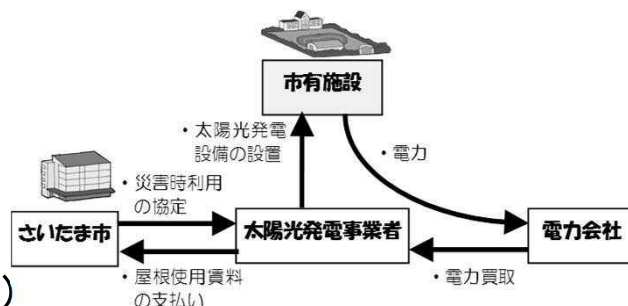 市有施設
・太陽光発電
設備の設置
・電力
・災害時利用
の協定
さいたま市
太陽光発電事業者
電力会社
・屋根使用賃料
の支払い
・電力買取
)